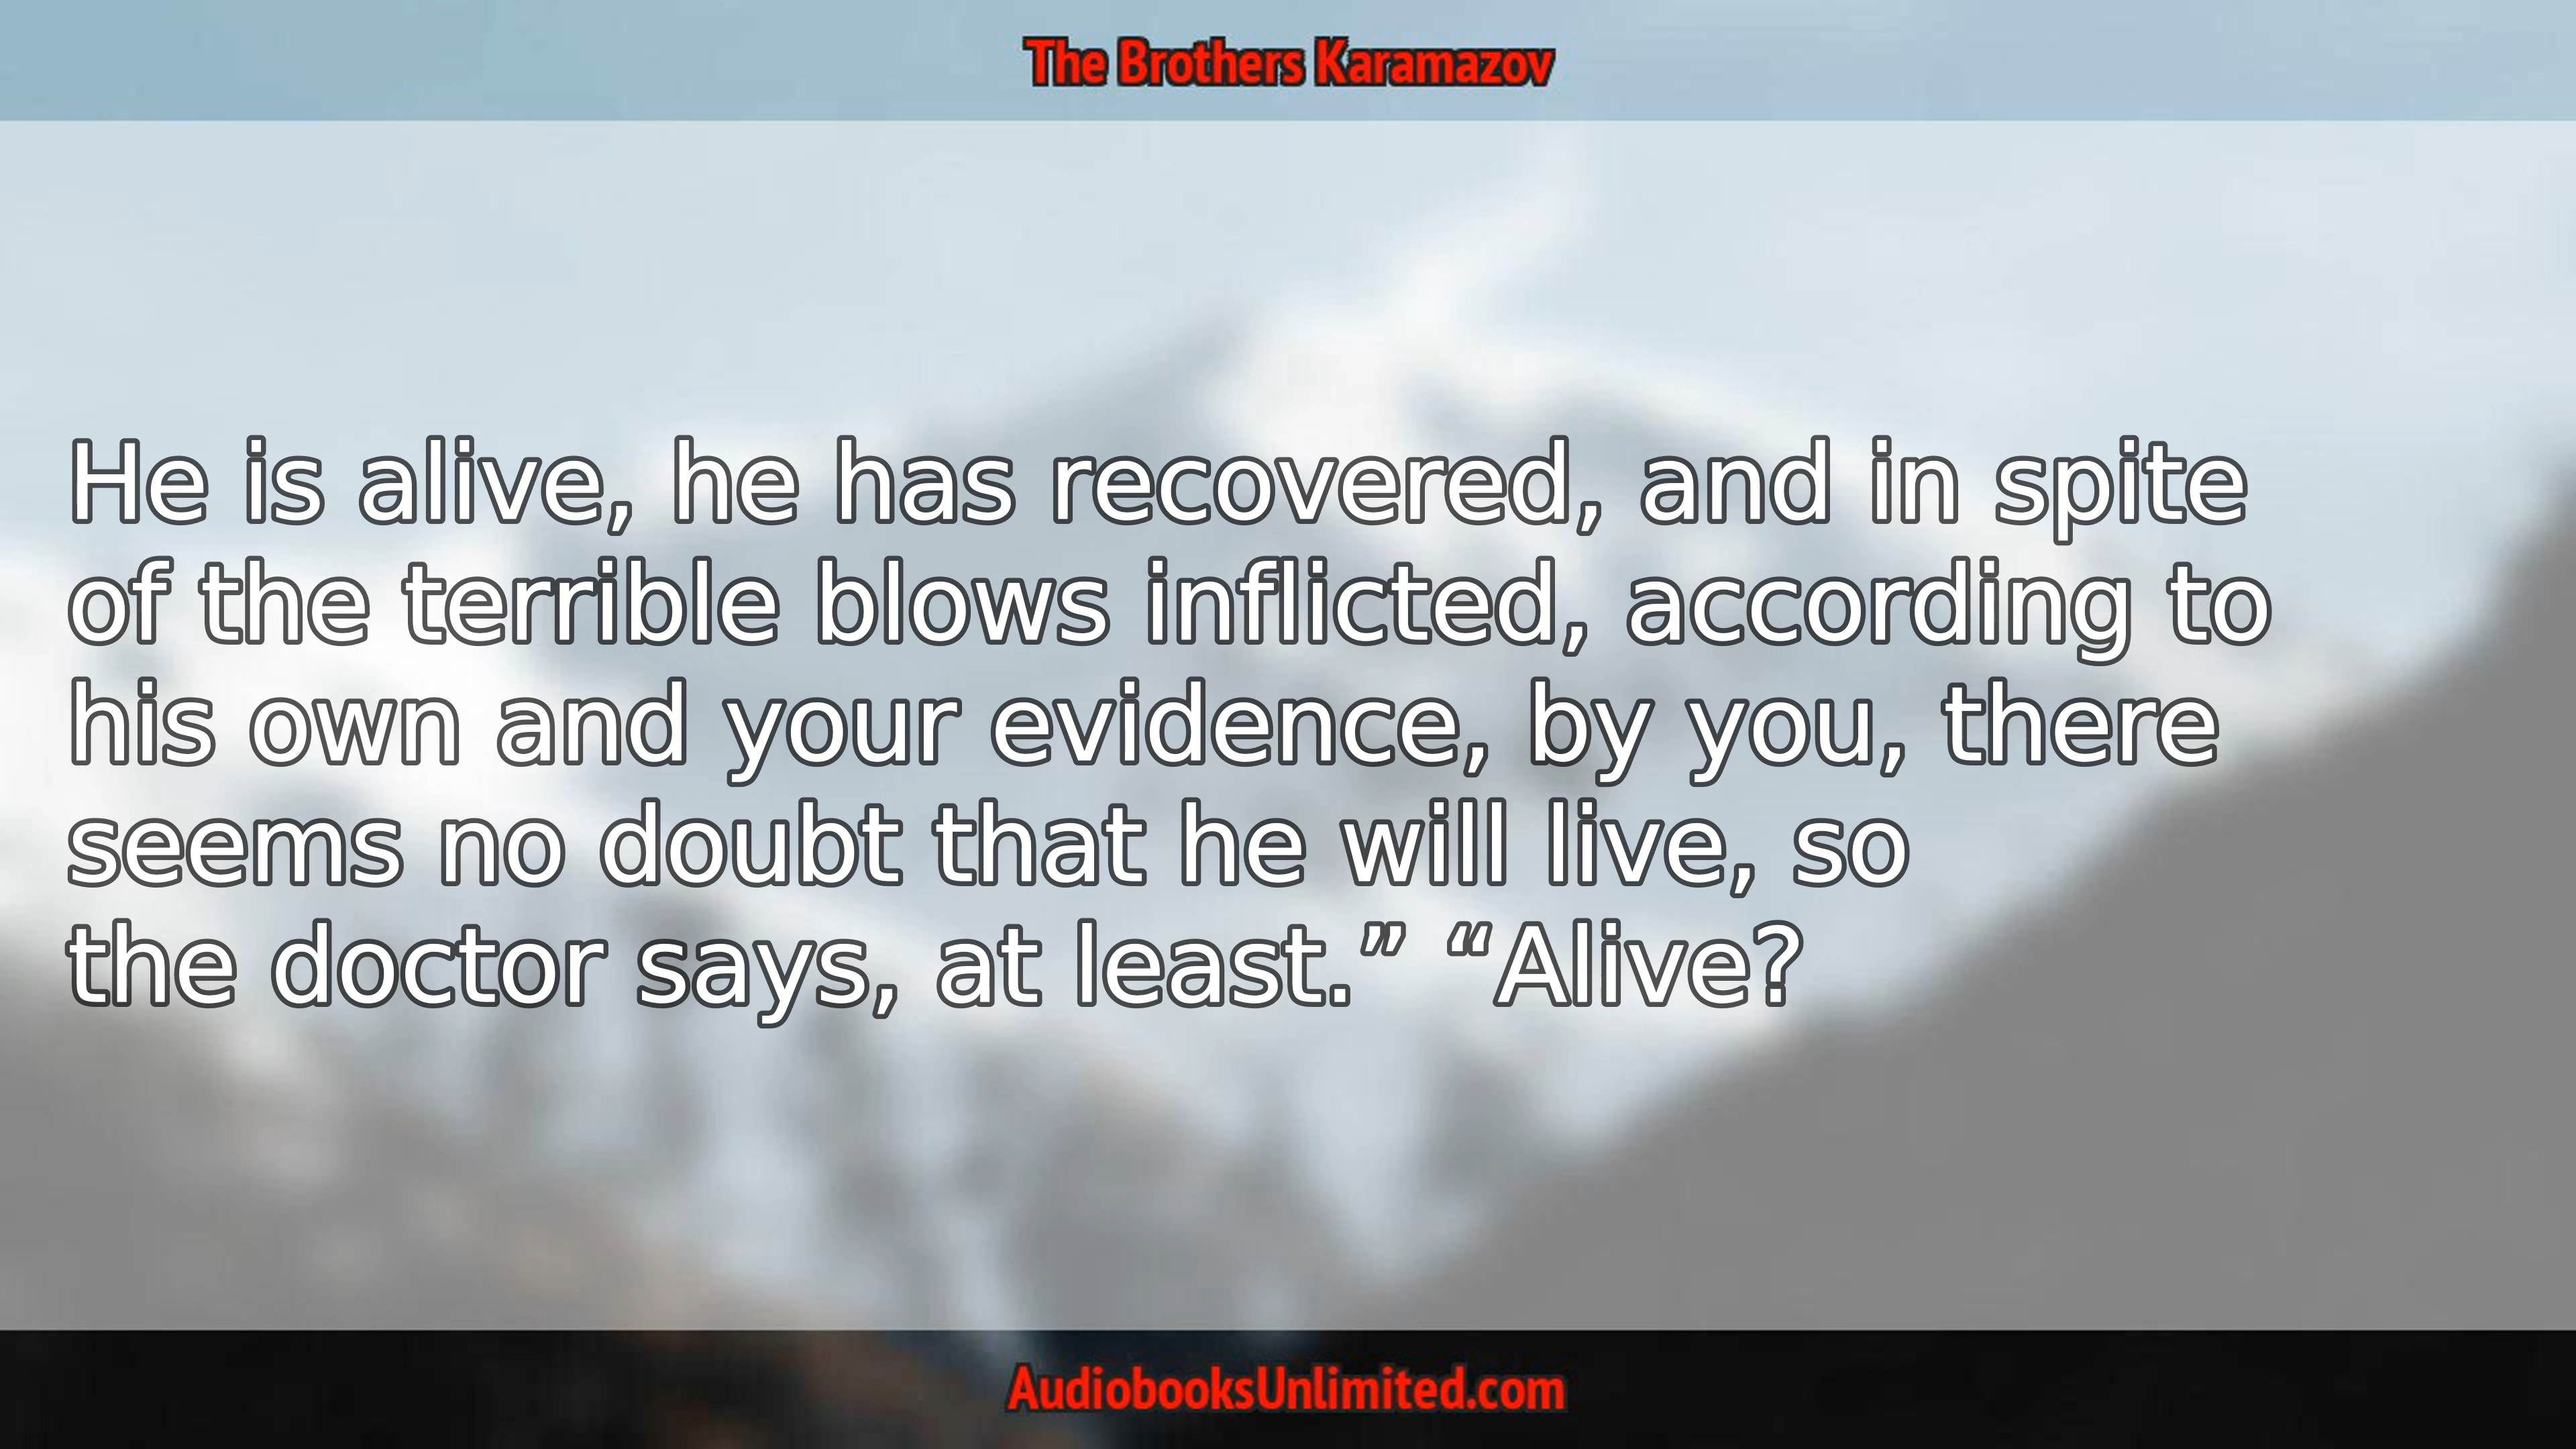 The Brothers Karamazov
He is alive, he has recovered, and in spite
of the terrible blows inflicted, according to
his own and your evidence, by you, there
seems no doubt that he will live, so
the doctor says, at least.” “Alive?
AudiobooksUnlimited.com